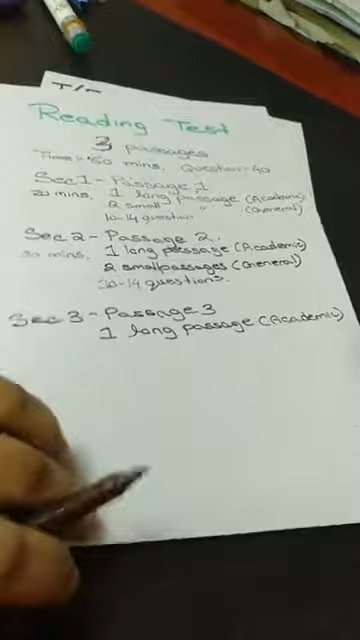 Reading Test
3 passages
Time :- 60 mins. Question :- 40
Sec 1 - Passage 1
20 mins. 1 long passage (Academic)
2 small " (General)
10-14 question
Sec 2 - Passage 2.
20 mins. 1 long passage (Academic)
2 small passages (General)
10-14 questions.
Sec 3 - Passage 3
1 long passage (Academic)